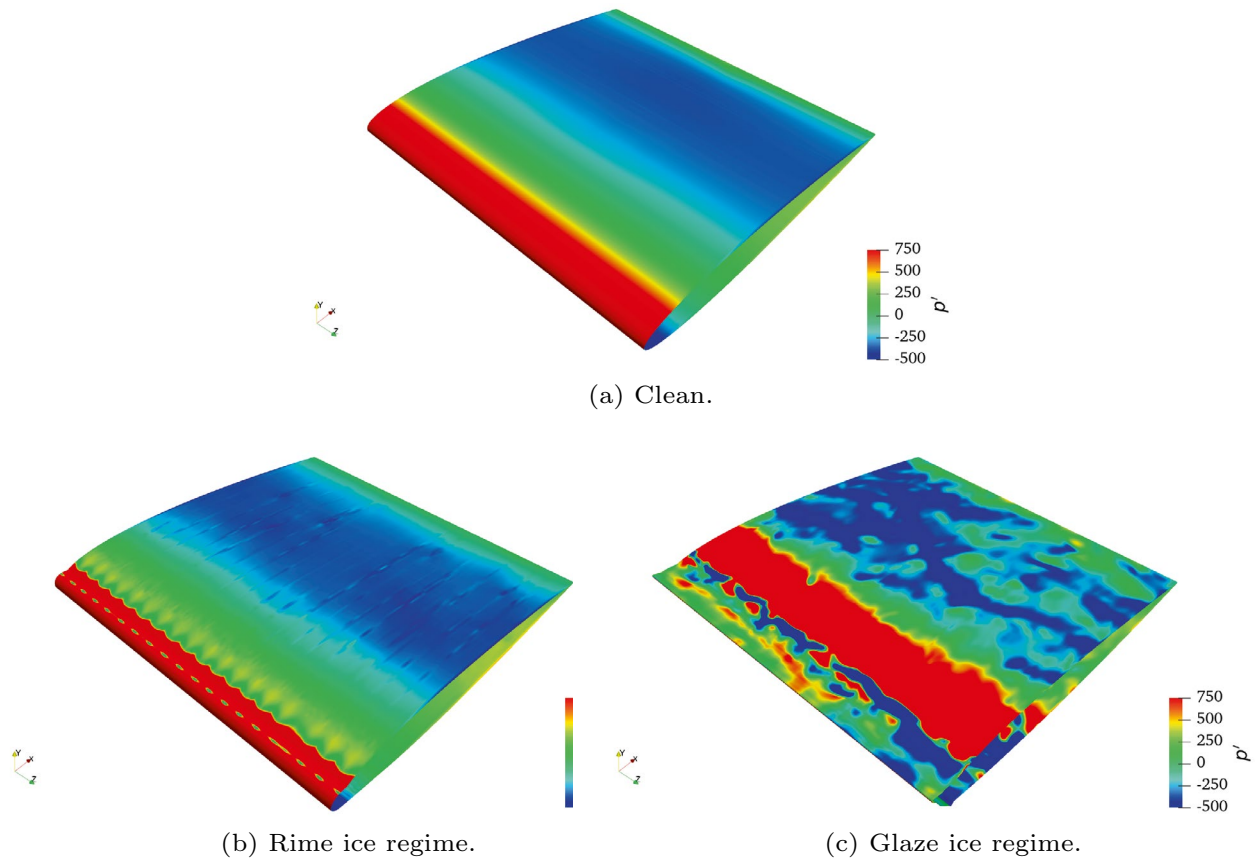 Y
X
Z
750
500
250
0
-250
-500
p'
(a) Clean.
Y
X
Z
(b) Rime ice regime.
Y
X
Z
750
500
250
0
-250
-500
p'
(c) Glaze ice regime.